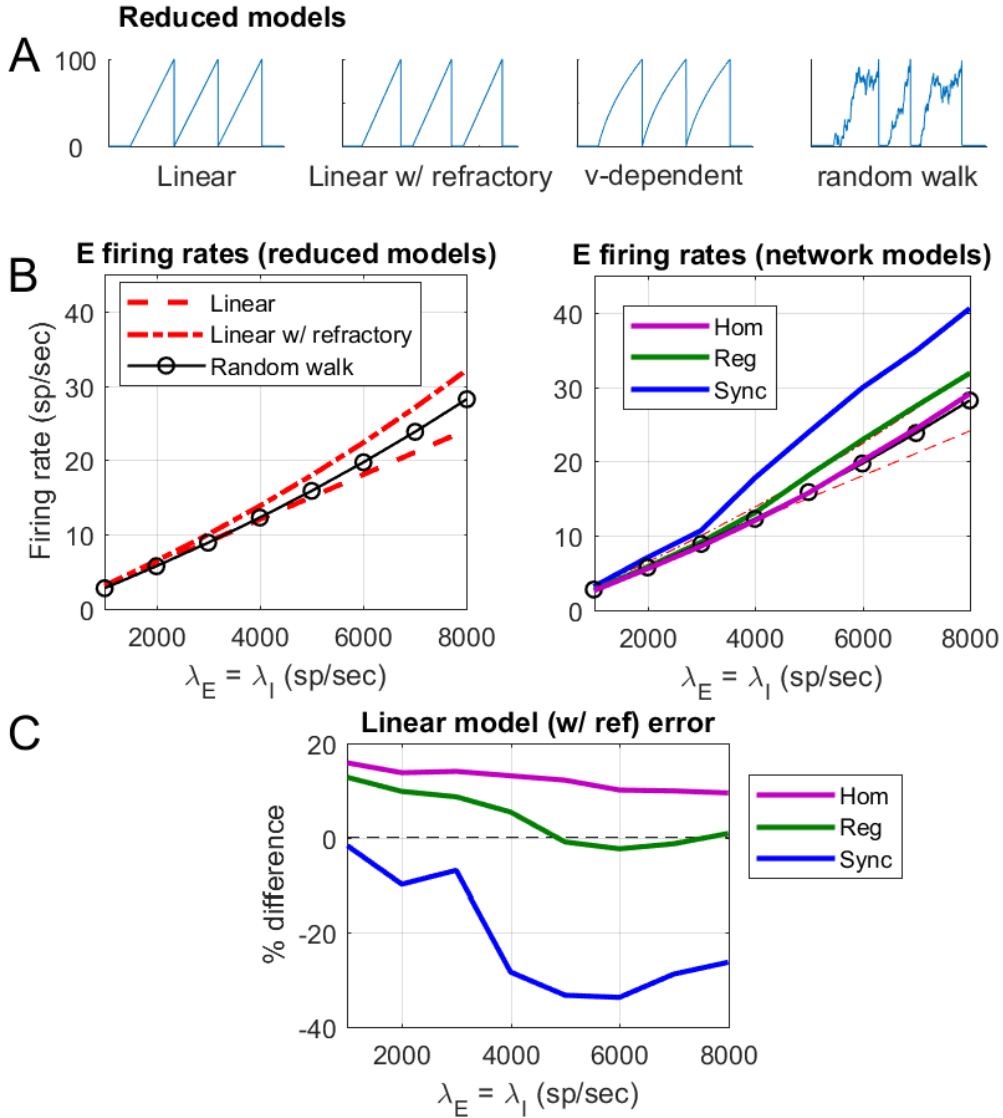 Reduced models
A
100
0
Linear
Linear w/ refractory
v-dependent
random walk
B
E firing rates (reduced models)
Firing rate (sp/sec)
40
30
20
10
0
Linear
Linear w/ refractory
Random walk
2000 4000 6000 8000
λE = λI (sp/sec)
E firing rates (network models)
40
30
20
10
0
Hom
Reg
Sync
2000 4000 6000 8000
λE = λI (sp/sec)
C
Linear model (w/ ref) error
% difference
20
0
-20
-40
2000 4000 6000 8000
λE = λI (sp/sec)
Hom
Reg
Sync